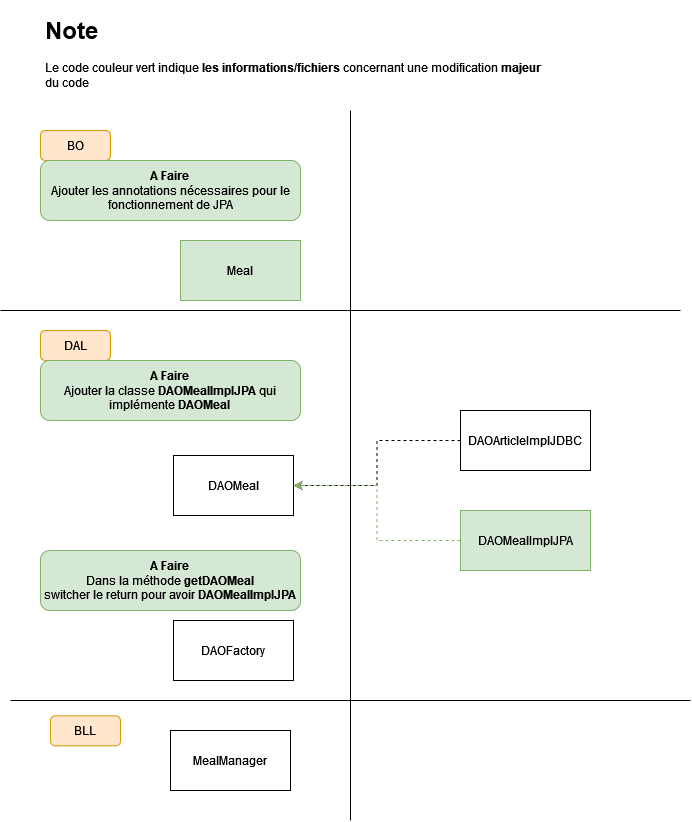 Note
Le code couleur vert indique les informations/fichiers concernant une modification majeur
du code
BO
A Faire
Ajouter les annotations nécessaires pour le
fonctionnement de JPA
Meal
DAL
A Faire
Ajouter la classe DAOMealImplJPA qui
implémente DAOMeal
DAOArticleImplJDBC
DAOMeal
DAOMealImplJPA
A Faire
Dans la méthode getDAOMeal
switcher le return pour avoir DAOMealImplJPA
DAOFactory
BLL
MealManager